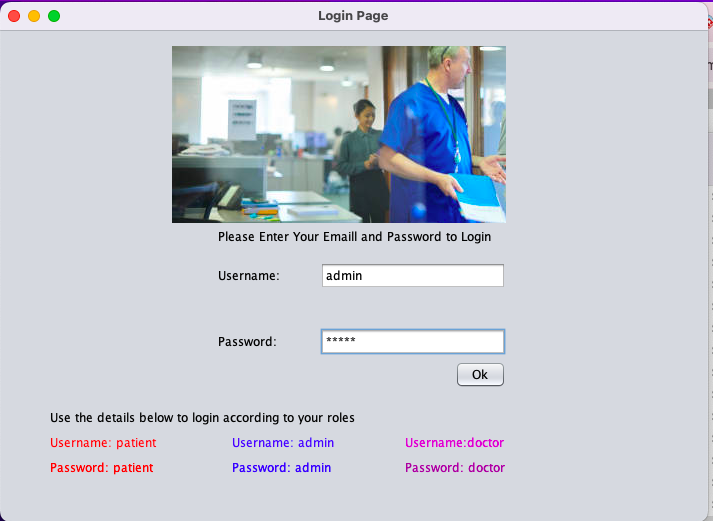 Login Page
Please Enter Your Emaill and Password to Login
Username: admin
Password: *****
Ok
Use the details below to login according to your roles
Username: patient Username: admin Username:doctor
Password: patient Password: admin Password: doctor